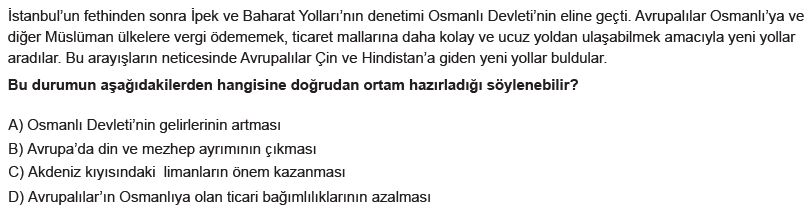 İstanbul’un fethinden sonra İpek ve Baharat Yolları’nın denetimi Osmanlı Devleti’nin eline geçti. Avrupalılar Osmanlı’ya ve
diğer Müslüman ülkelere vergi ödememek, ticaret mallarına daha kolay ve ucuz yoldan ulaşabilmek amacıyla yeni yollar
aradılar. Bu arayışların neticesinde Avrupalılar Çin ve Hindistan’a giden yeni yollar buldular.
Bu durumun aşağıdakilerden hangisine doğrudan ortam hazırladığı söylenebilir?
A) Osmanlı Devleti’nin gelirlerinin artması
B) Avrupa’da din ve mezhep ayrımının çıkması
C) Akdeniz kıyısındaki limanların önem kazanması
D) Avrupalılar’ın Osmanlıya olan ticari bağımlılıklarının azalması